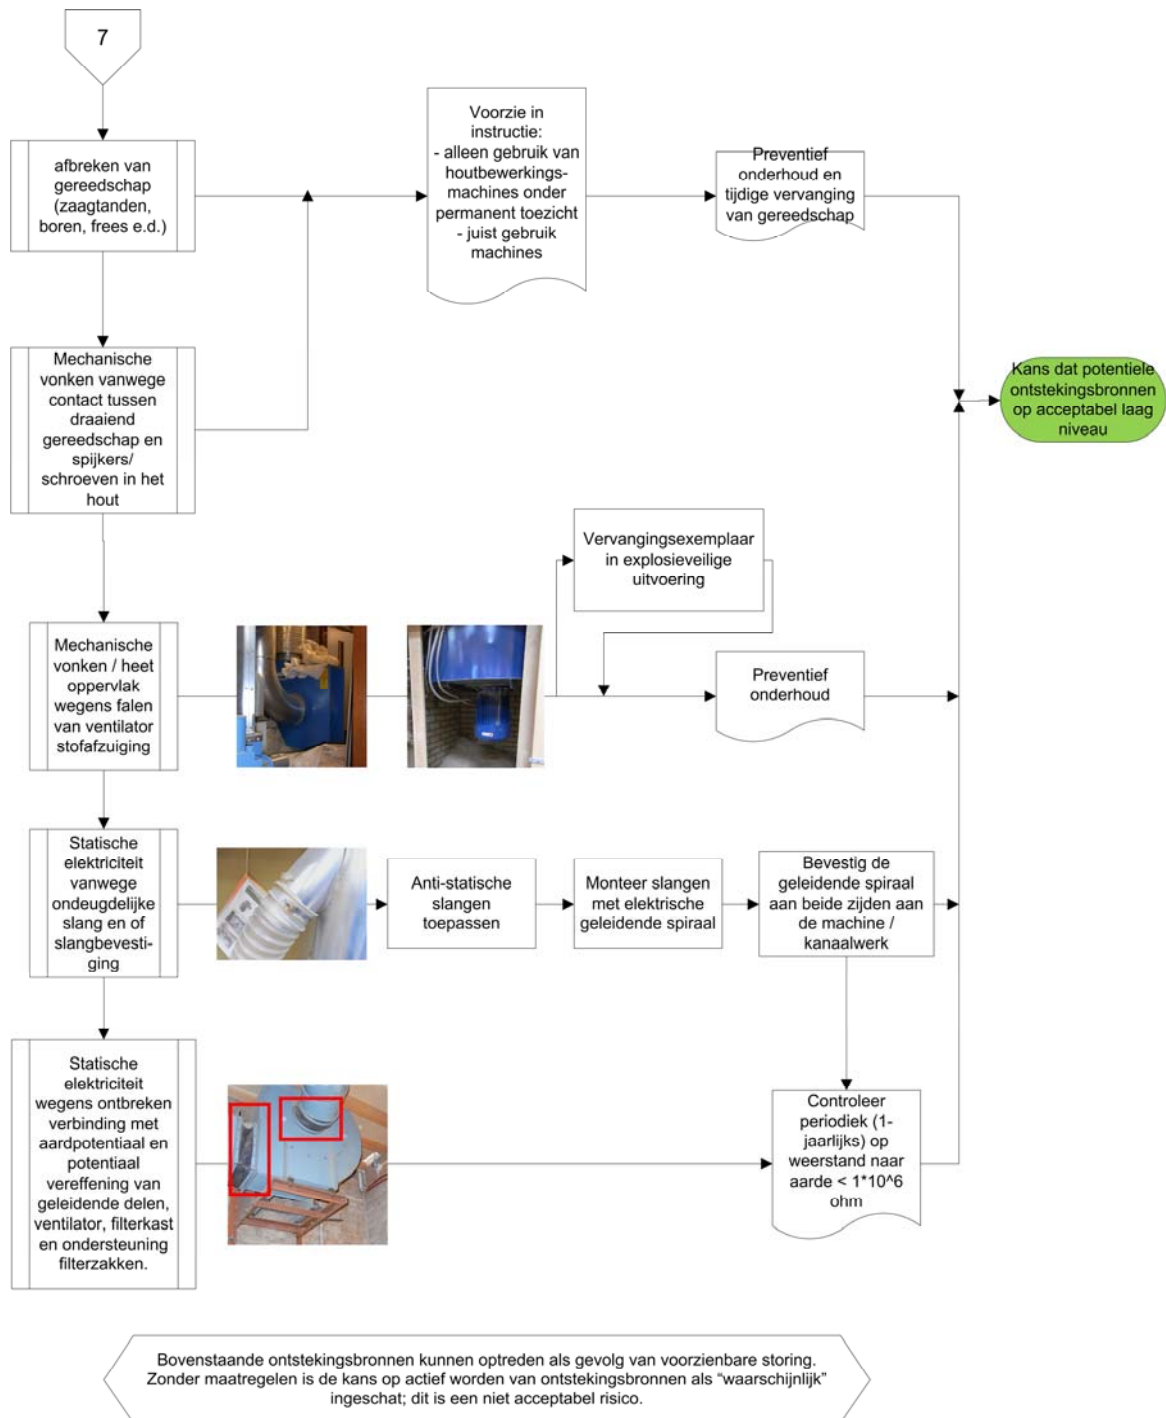 7
afbreken van
gereedschap
(zaagtanden,
boren, frees e.d.)
Voorzie in
instructie:
- alleen gebruik van
houtbewerkings-
machines onder
permanent toezicht
- juist gebruik
machines
Preventief
onderhoud en
tijdige vervanging
van gereedschap
Mechanische
vonken vanwege
contact tussen
draaiend
gereedschap en
spijkers/
schroeven in het
hout
Kans dat potentiele
ontstekingsbronnen
op acceptabel laag
niveau
Vervangingsexemplaar
in explosieveilige
uitvoering
Mechanische
vonken / heet
oppervlak
wegens falen
van ventilator
stofafzuiging
Preventief
onderhoud
Statische
elektriciteit
vanwege
ondeugdelijke
slang en of
slangbevesti-
ging
Anti-statische
slangen
toepassen
Monteer slangen
met elektrische
geleidende spiraal
Bevestig de
geleidende spiraal
aan beide zijden aan
de machine /
kanaalwerk
Statische
elektriciteit
wegens ontbreken
verbinding met
aardpotentiaal en
potentiaal
vereffening van
geleidende delen,
ventilator, filterkast
en ondersteuning
filterzakken.
Controleer
periodiek (1-
jaarlijks) op
weerstand naar
aarde < 1*10^6
ohm
Bovenstaande ontstekingsbronnen kunnen optreden als gevolg van voorzienbare storing.
Zonder maatregelen is de kans op actief worden van ontstekingsbronnen als “waarschijnlijk”
ingeschat; dit is een niet acceptabel risico.